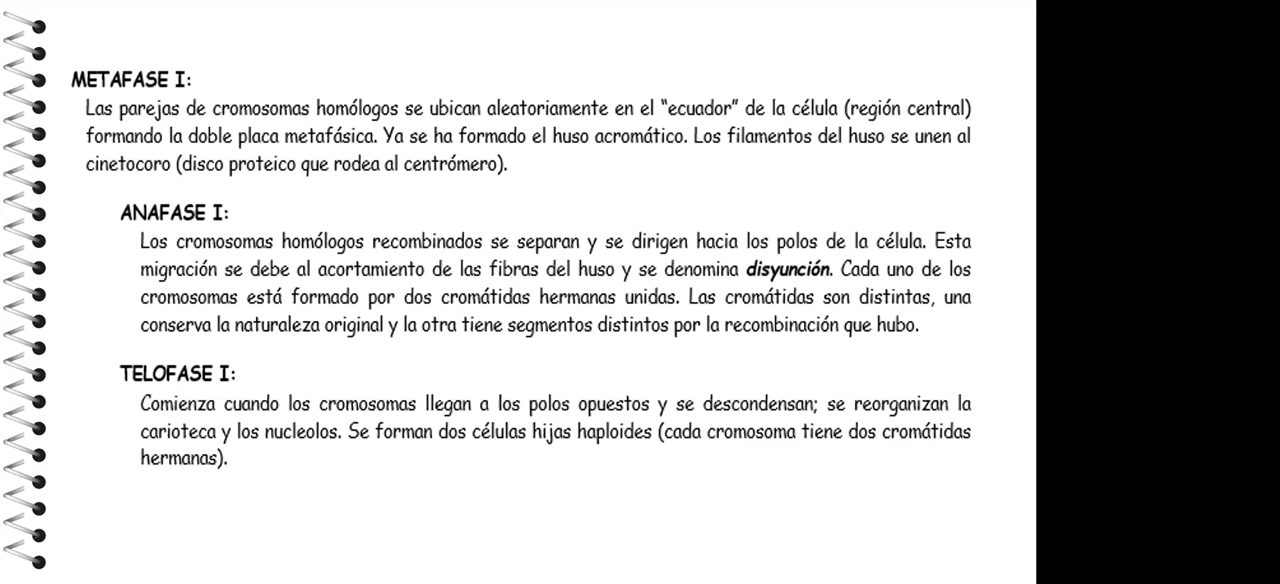 METAFASE I:
Las parejas de cromosomas homólogos se ubican aleatoriamente en el “ecuador” de la célula (región central)
formando la doble placa metafásica. Ya se ha formado el huso acromático. Los filamentos del huso se unen al
cinetocoro (disco proteico que rodea al centrómero).
ANAFASE I:
Los cromosomas homólogos recombinados se separan y se dirigen hacia los polos de la célula. Esta
migración se debe al acortamiento de las fibras del huso y se denomina disyunción. Cada uno de los
cromosomas está formado por dos cromátidas hermanas unidas. Las cromátidas son distintas, una
conserva la naturaleza original y la otra tiene segmentos distintos por la recombinación que hubo.
TELOFASE I:
Comienza cuando los cromosomas llegan a los polos opuestos y se descondensan; se reorganizan la
carioteca y los nucleolos. Se forman dos células hijas haploides (cada cromosoma tiene dos cromátidas
hermanas).